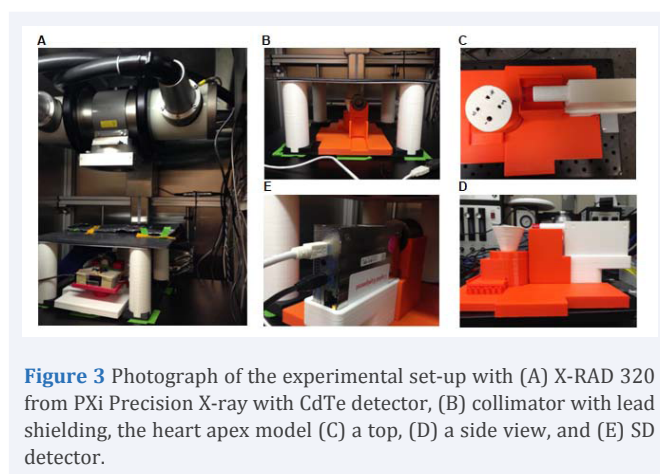 A
B
C
E
D
Figure 3 Photograph of the experimental set-up with (A) X-RAD 320
from PXi Precision X-ray with CdTe detector, (B) collimator with lead
shielding, the heart apex model (C) a top, (D) a side view, and (E) SD
detector.